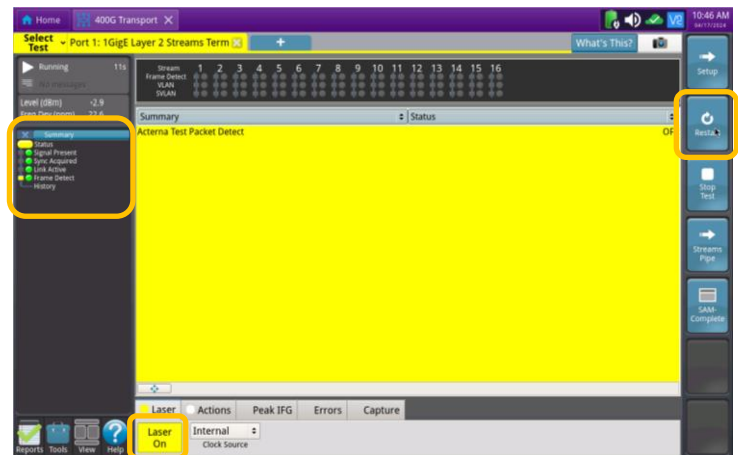 Home
400G Transport
10:46 AM
04/17/2024
Select Test
Port 1: 1GigE Layer 2 Streams Term
+
What's This?
Running 11s
No messages
Level (dBm) -2.9
Freq Dev (ppm) 22.6
Stream 1 2 3 4 5 6 7 8 9 10 11 12 13 14 15 16
Frame Detect
VLAN
SVLAN
Summary
Status
Signal Present
Sync Acquired
Link Active
Frame Detect
History
Summary Status
Acterna Test Packet Detect
Setup
Restart
Stop
Test
Streams
Pipe
SAM-
Complete
Laser Actions Peak IFG Errors Capture
Laser
On
Internal
Clock Source
Reports Tools View Help